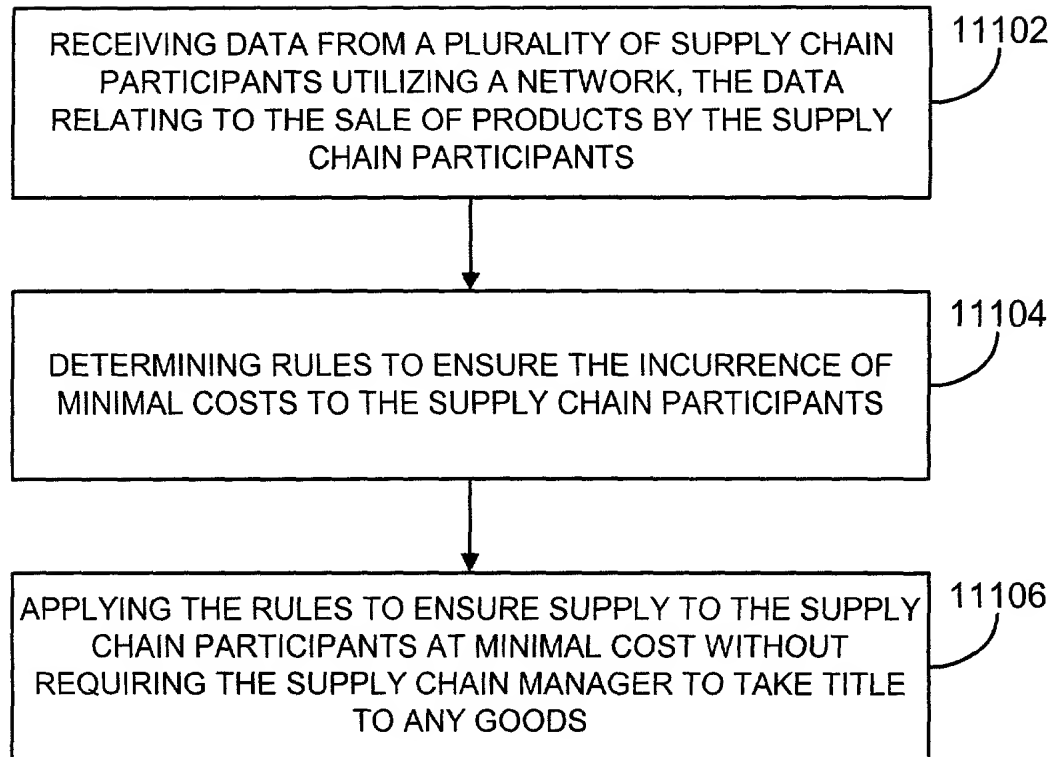 RECEIVING DATA FROM A PLURALITY OF SUPPLY CHAIN
PARTICIPANTS UTILIZING A NETWORK, THE DATA
RELATING TO THE SALE OF PRODUCTS BY THE SUPPLY
CHAIN PARTICIPANTS
11102
DETERMINING RULES TO ENSURE THE INCURRENCE OF
MINIMAL COSTS TO THE SUPPLY CHAIN PARTICIPANTS
11104
APPLYING THE RULES TO ENSURE SUPPLY TO THE SUPPLY
CHAIN PARTICIPANTS AT MINIMAL COST WITHOUT
REQUIRING THE SUPPLY CHAIN MANAGER TO TAKE TITLE
TO ANY GOODS
11106